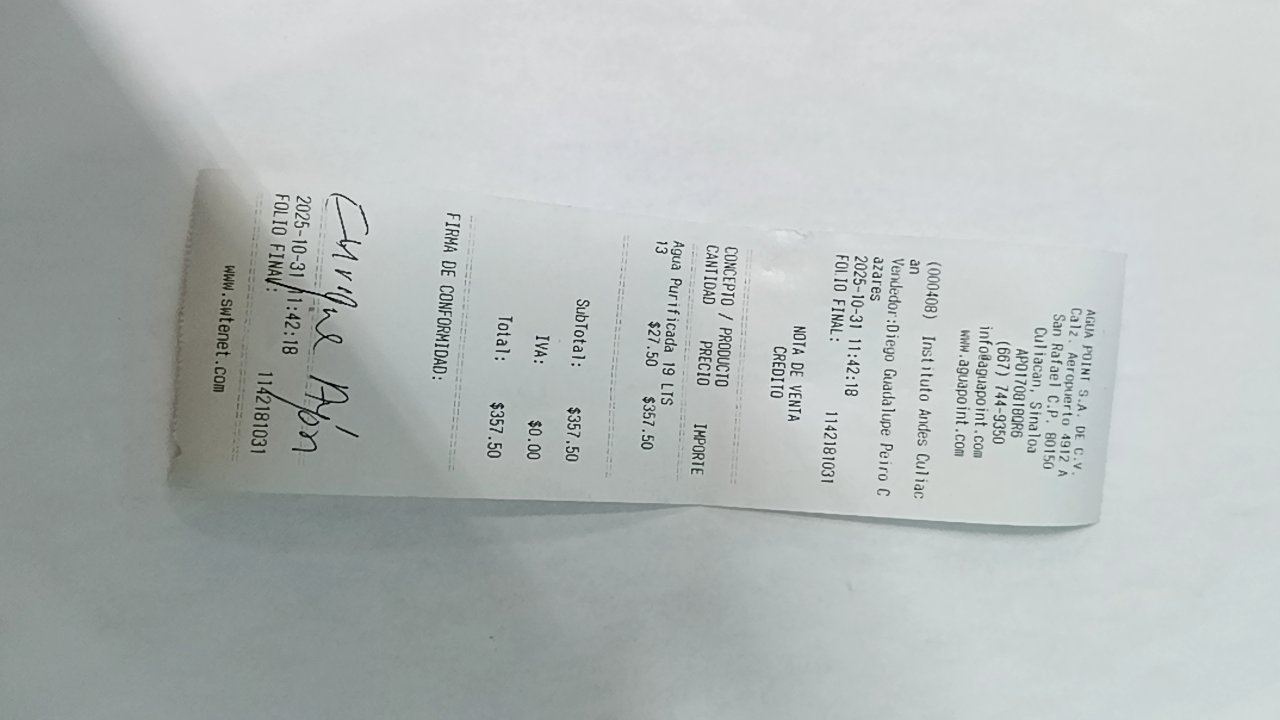 AGUA POINT S.A. DE C.V.
Calz. Aeropuerto 4912 A
San Rafael C.P. 80150
Culiacan, Sinaloa
APO170818DR6
(667) 744-9350
info@aguapoint.com
www.aguapoint.com
(000408) Instituto Andes Culiac
an
Vendedor:Diego Guadalupe Peiro C
azares
2025-10-31 11:42:18
FOLIO FINAL: 1142181031
NOTA DE VENTA
CREDITO
CONCEPTO / PRODUCTO
CANTIDAD PRECIO IMPORTE
Agua Purificada 19 LTS
13 $27.50 $357.50
SubTotal: $357.50
IVA: $0.00
Total: $357.50
FIRMA DE CONFORMIDAD:
Enrique Ayón
2025-10-31 11:42:18
FOLIO FINAL: 1142181031
www.swtenet.com